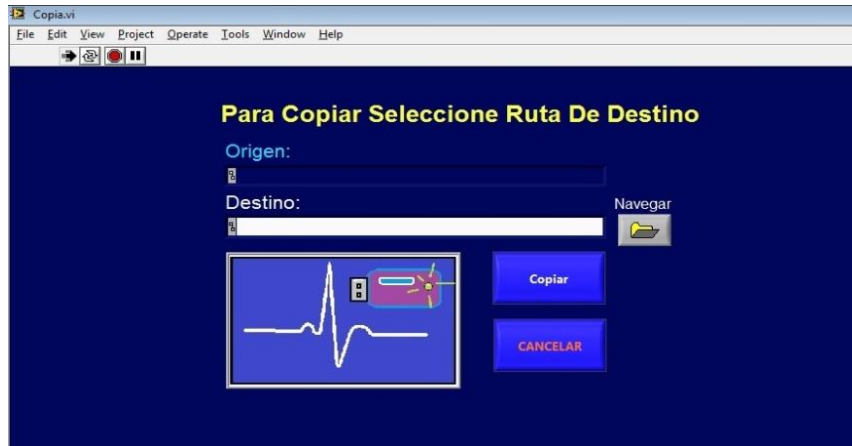 Copia.vi
File Edit View Project Operate Tools Window Help
Para Copiar Seleccione Ruta De Destino
Origen:
Destino:
Navegar
Copiar
CANCELAR